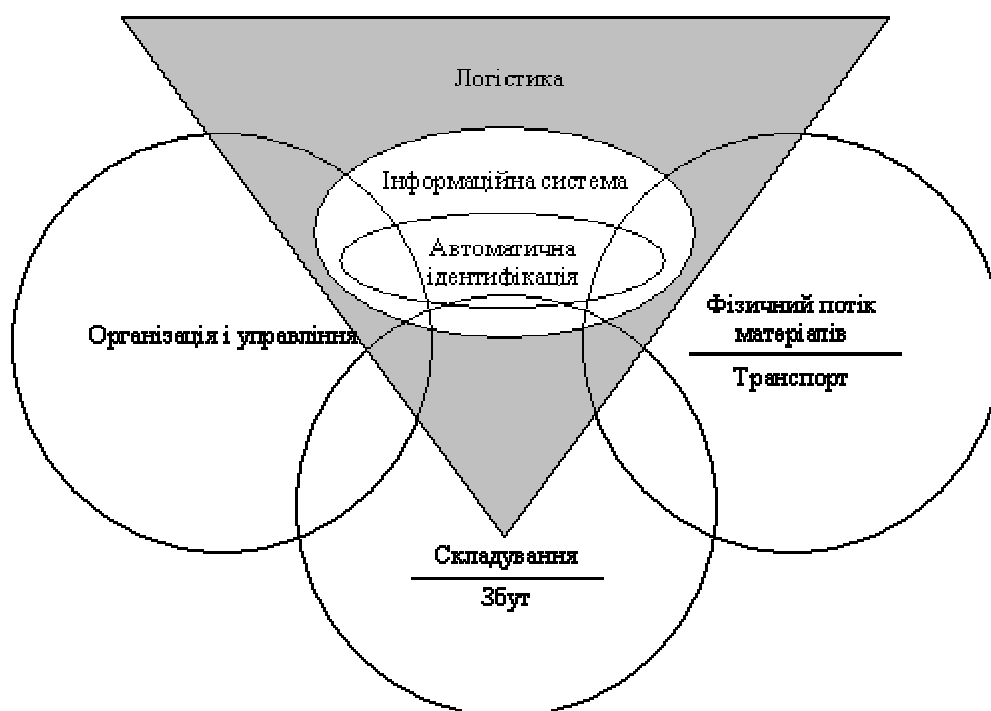 Логістика
Інформаційна система
Автоматична
ідентифікація
Організація і управління
Фізичний потік
матеріалів
Транспорт
Складування
Збут